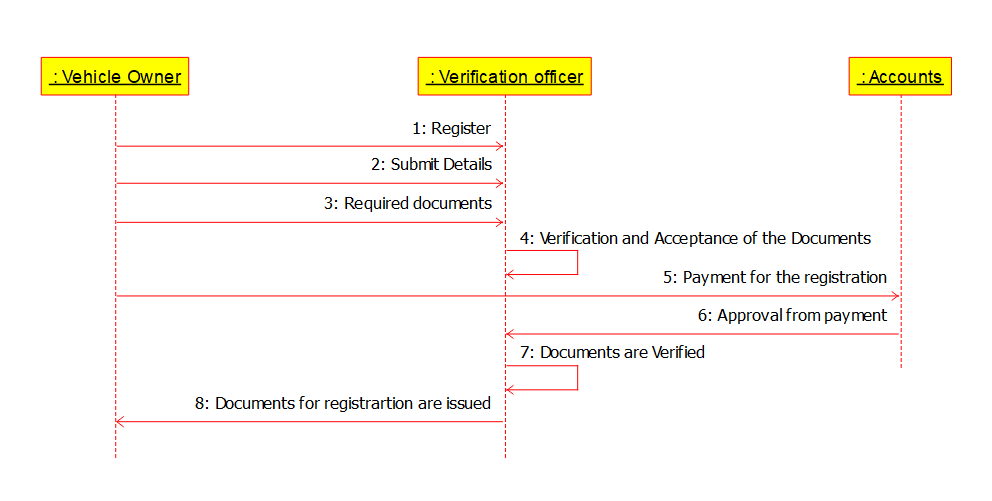 : Vehicle Owner
: Verification officer
: Accounts
1: Register
2: Submit Details
3: Required documents
4: Verification and Acceptance of the Documents
5: Payment for the registration
6: Approval from payment
7: Documents are Verified
8: Documents for registrartion are issued